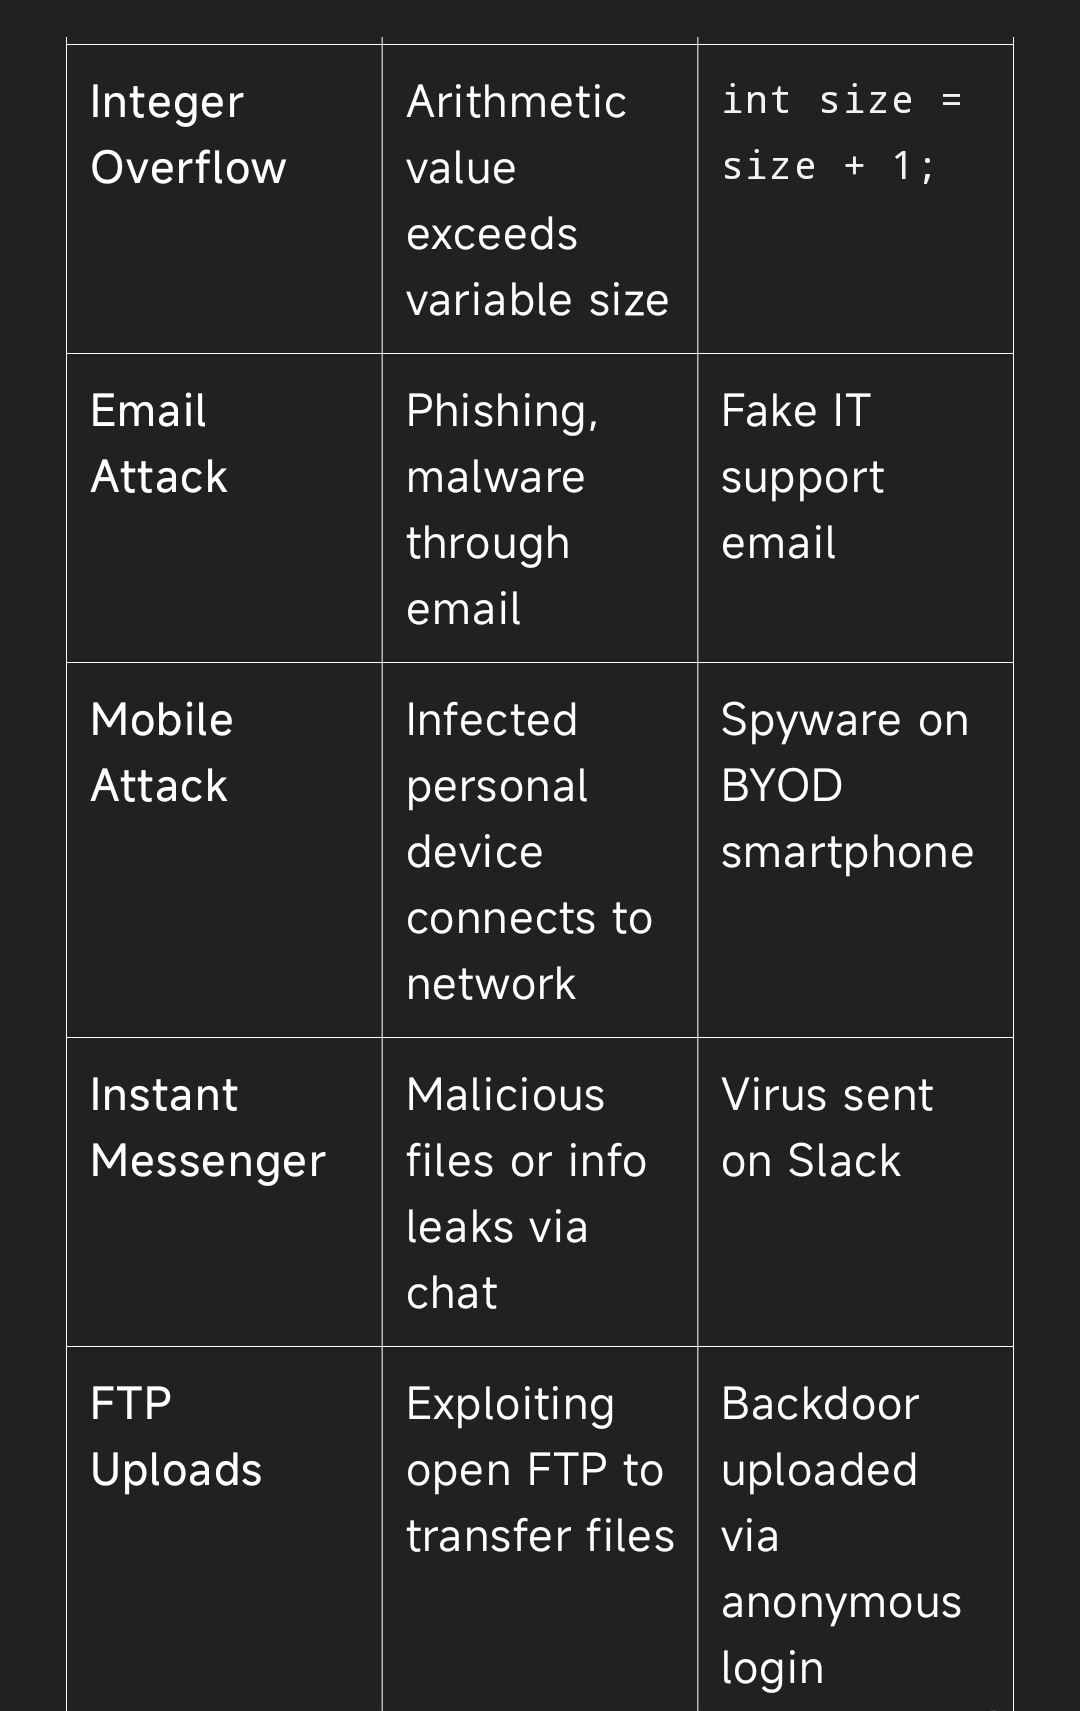 Integer
Overflow
Arithmetic
value
exceeds
variable size
int size =
size + 1;
Email
Attack
Phishing,
malware
through
email
Fake IT
support
email
Mobile
Attack
Infected
personal
device
connects to
network
Spyware on
BYOD
smartphone
Instant
Messenger
Malicious
files or info
leaks via
chat
Virus sent
on Slack
FTP
Uploads
Exploiting
open FTP to
transfer files
Backdoor
uploaded
via
anonymous
login